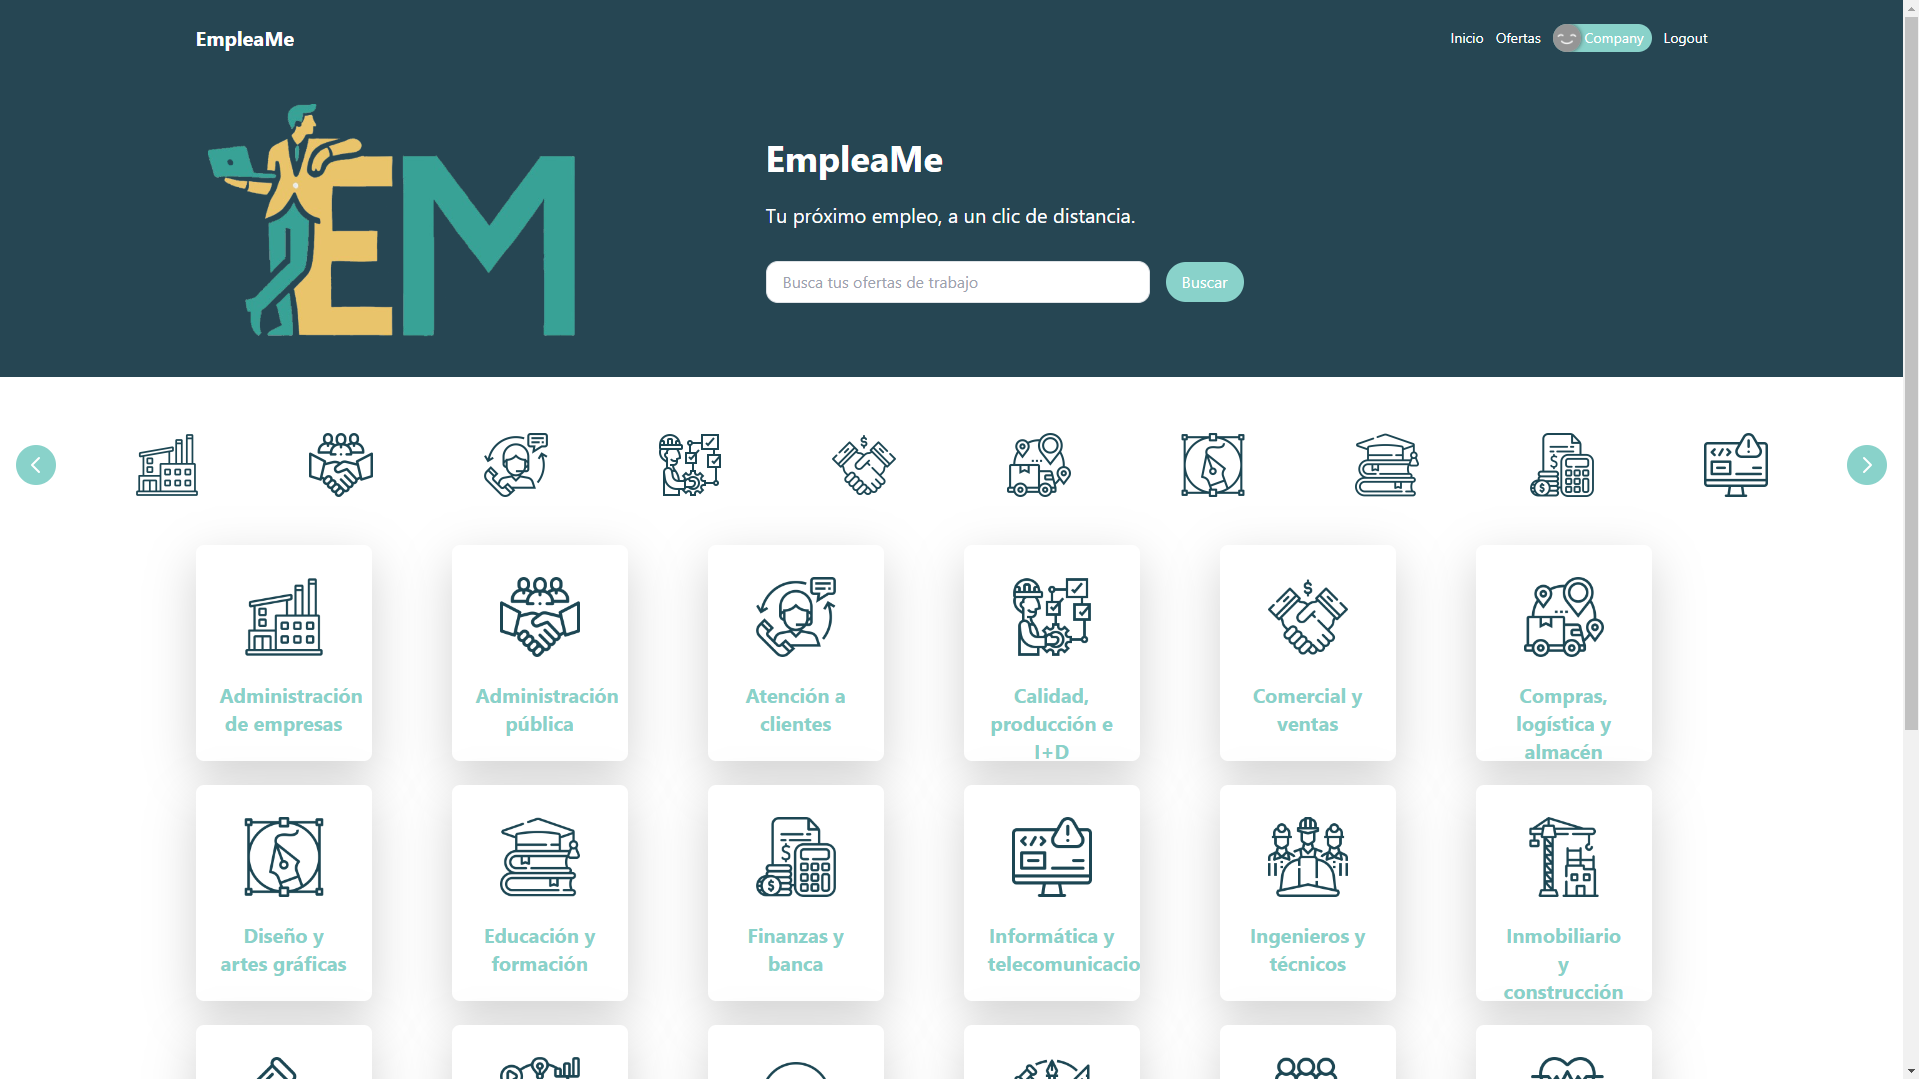 EmpleaMe
Inicio Ofertas Company Logout
EM
EmpleaMe
Tu próximo empleo, a un clic de distancia.
Busca tus ofertas de trabajo
Buscar
Administración
de empresas
Administración
pública
Atención a
clientes
Calidad,
producción e
I+D
Comercial y
ventas
Compras,
logística y
almacén
Diseño y
artes gráficas
Educación y
formación
Finanzas y
banca
Informática y
telecomunicacio
Ingenieros y
técnicos
Inmobiliario
y
construcción